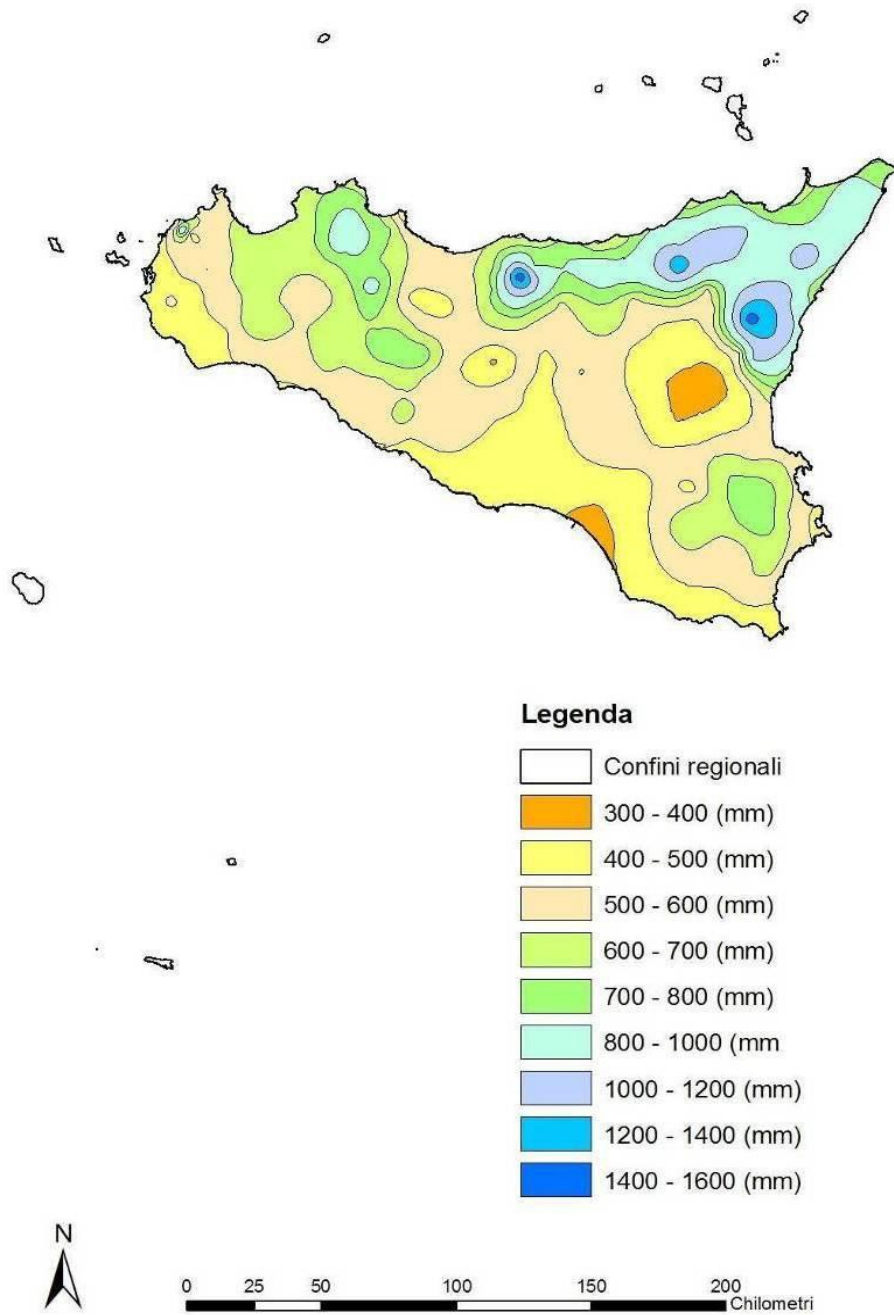 Legenda
Confini regionali
300 - 400 (mm)
400 - 500 (mm)
500 - 600 (mm)
600 - 700 (mm)
700 - 800 (mm)
800 - 1000 (mm
1000 - 1200 (mm)
1200 - 1400 (mm)
1400 - 1600 (mm)
N
0 25 50 100 150 200
Chilometri